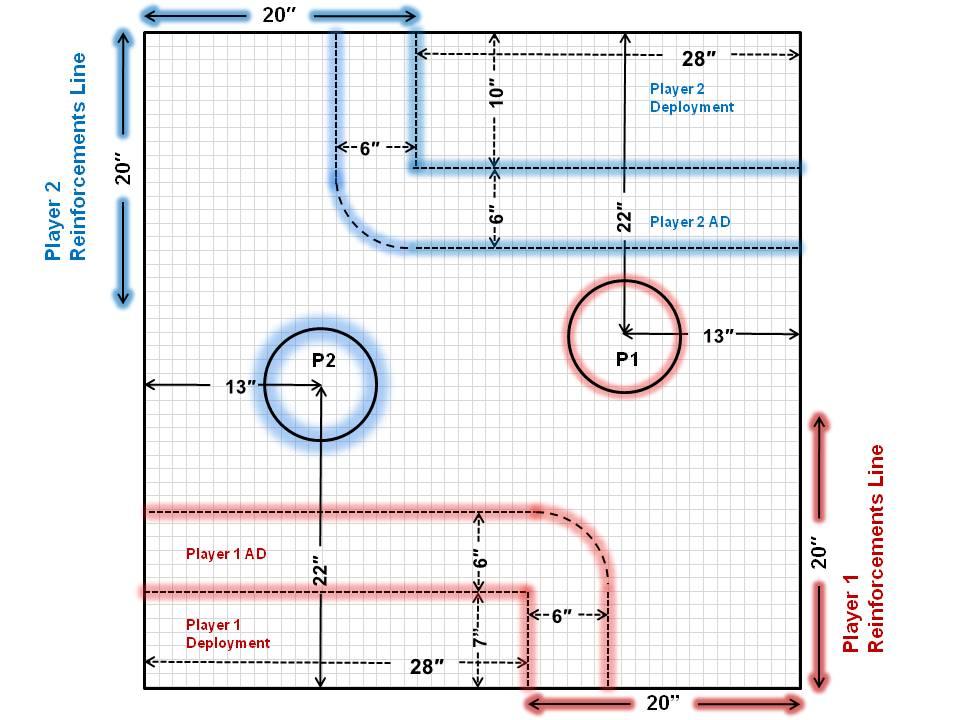 20″
28″
Player 2
Deployment
10″
Player 2
Reinforcements Line
20″
6″
6″
22″
Player 2 AD
13″
P1
P2
13″
Player 1
Reinforcements Line
20″
Player 1 AD
6″
22″
6″
Player 1
Deployment
7”
28″
20”